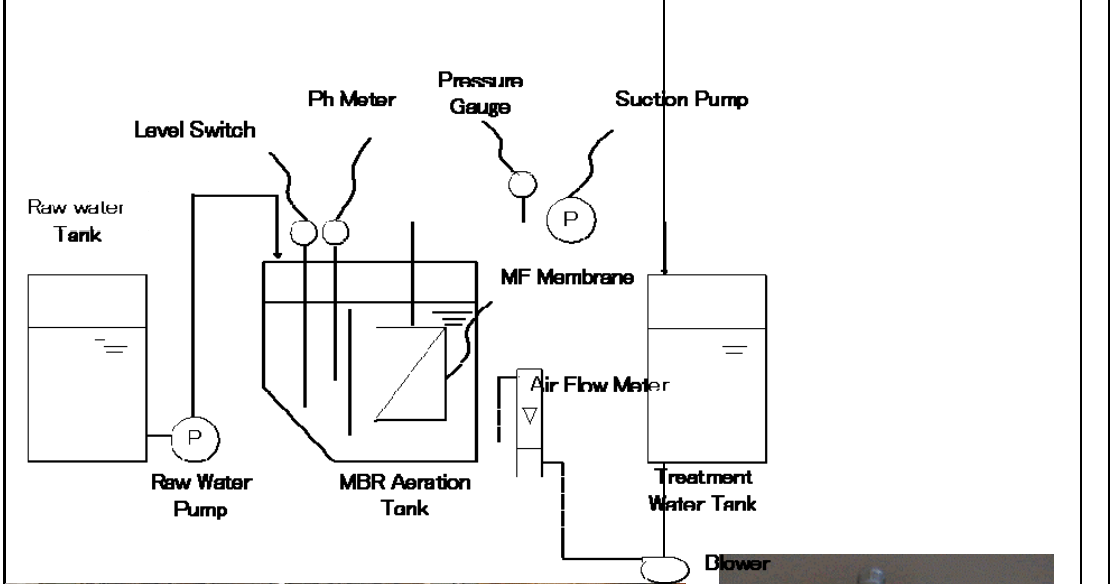 Pressure
Gauge
Ph Meter
Suction Pump
Level Switch
Raw water
Tank
P
MF Membrane
Air Flow Meter
P
Raw Water
Pump
MBR Aeration
Tank
Treatment
Water Tank
Blower